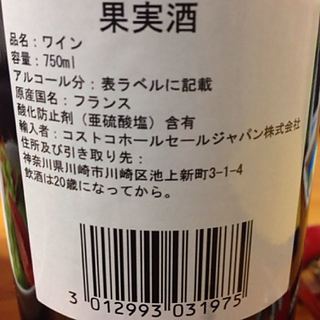 果実酒
品名：ワイン
容量：750ml
アルコール分：表ラベルに記載
原産国名：フランス
酸化防止剤（亜硫酸塩）含有
輸入者：コストコホールセールジャパン株式会社
住所及び引き取り先：
神奈川県川崎市川崎区池上新町3-1-4
飲酒は20歳になってから。
3 012993 031975